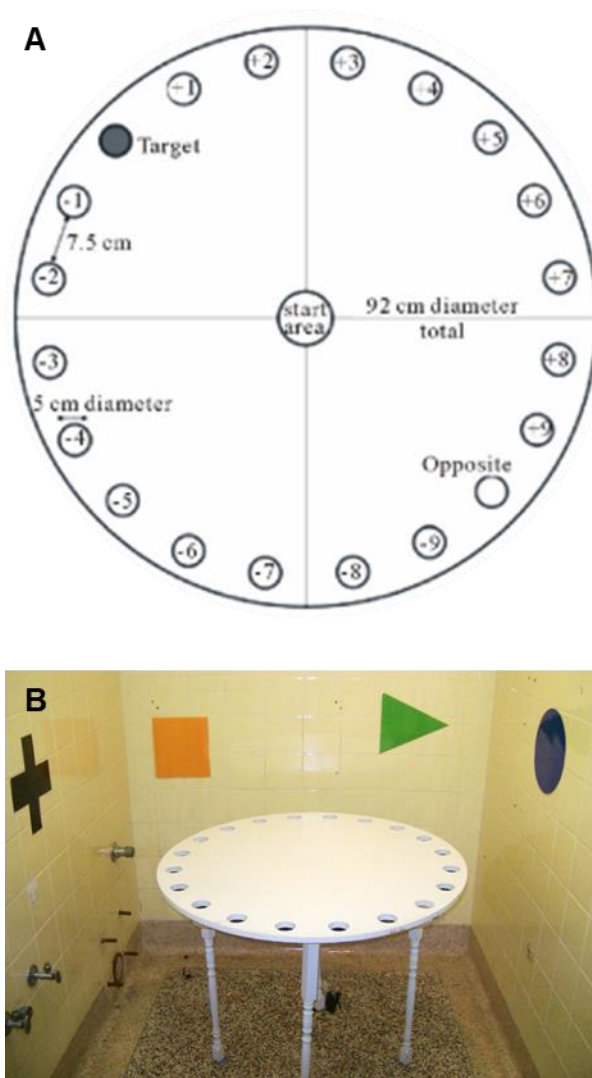 A
+2
+3
+1
+4
Target
+5
-1
+6
7.5 cm
-2
+7
start
area
92 cm diameter
total
-3
+8
5 cm diameter
-4
+9
Opposite
-5
-9
-6
-7
-8
B